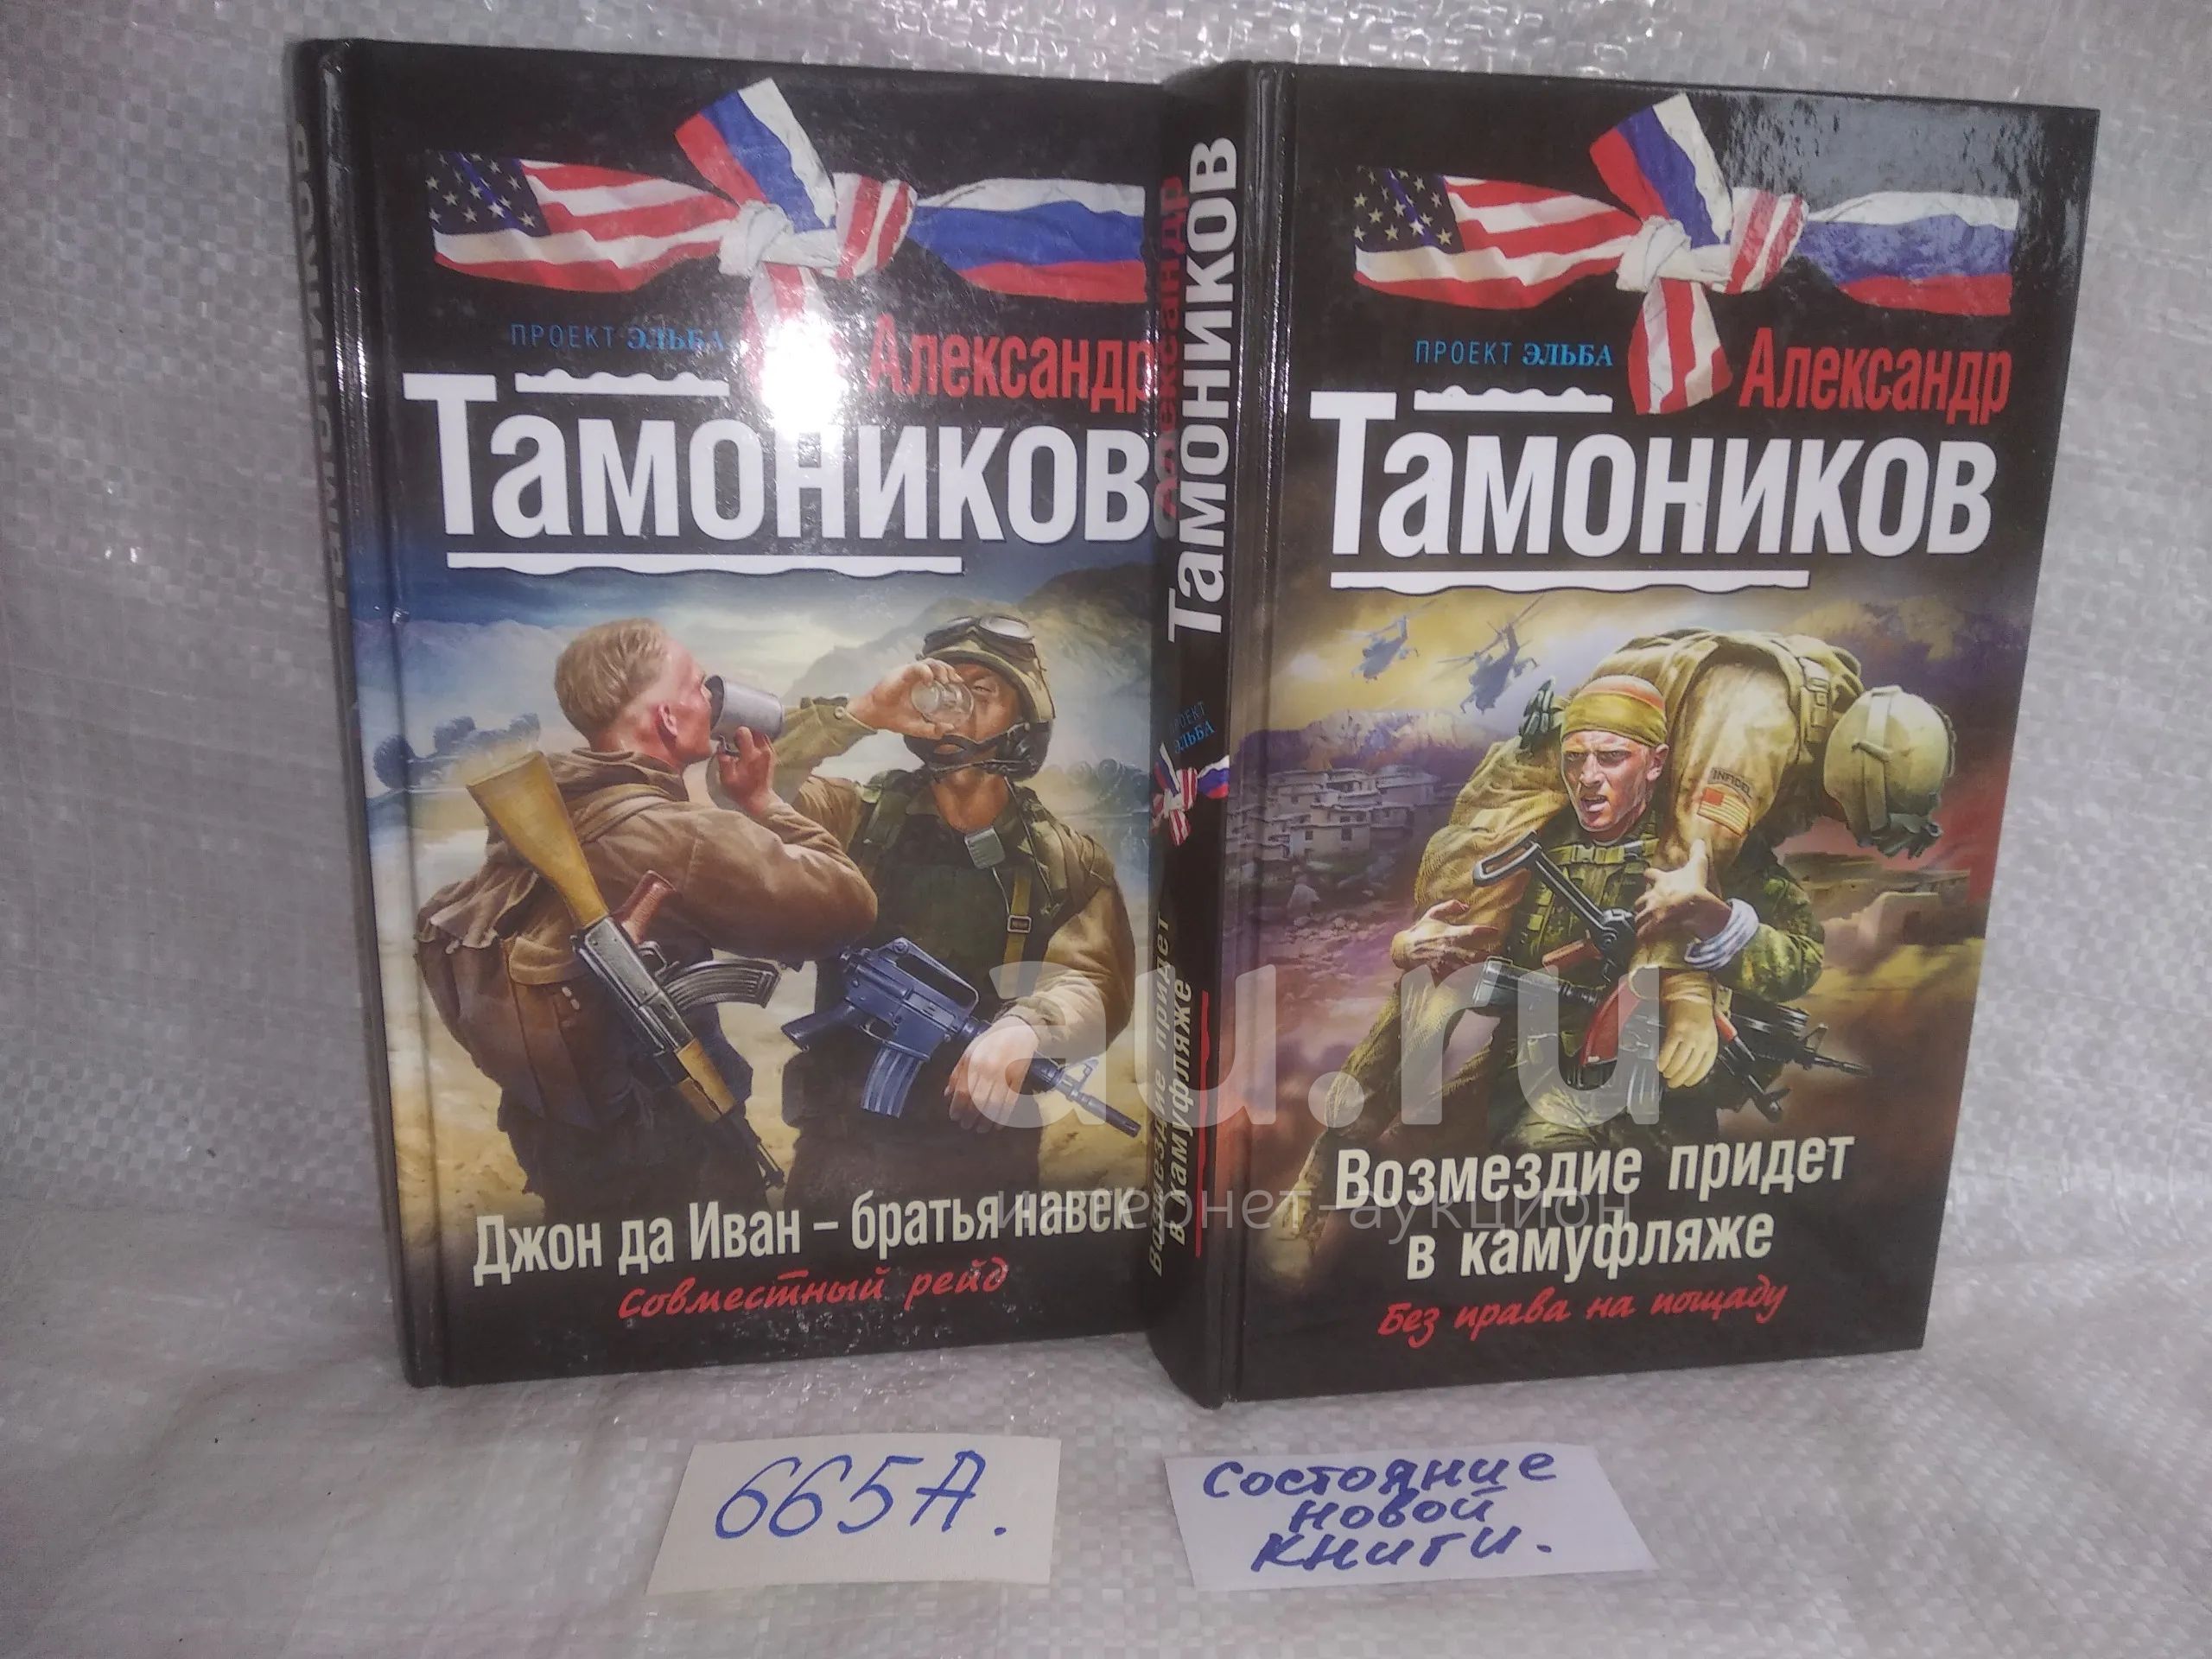 ПРОЕКТ ЭЛЬБА
Александр
Тамоников
Джон да Иван – братья навек
Совместный рейд
Александр
Тамоников
ПРОЕКТ
ЭЛЬБА
Возмездие придет
в камуфляже
ПРОЕКТ ЭЛЬБА
Александр
Тамоников
INFIDEL
Возмездие придет
в камуфляже
Без права на пощаду
au.ru
интернет-аукцион
665А.
Состояние
новой
книги.